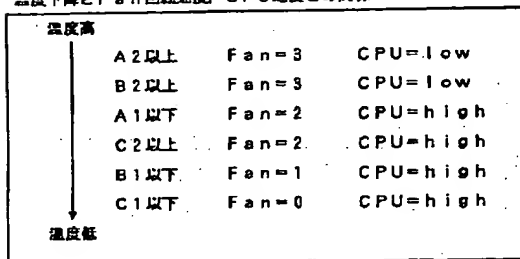 温度高
A2以上 Fan=3 CPU=low
B2以上 Fan=3 CPU=low
A1以下 Fan=2 CPU=high
C2以上 Fan=2 CPU=high
B1以下 Fan=1 CPU=high
C1以下 Fan=0 CPU=high
温度低